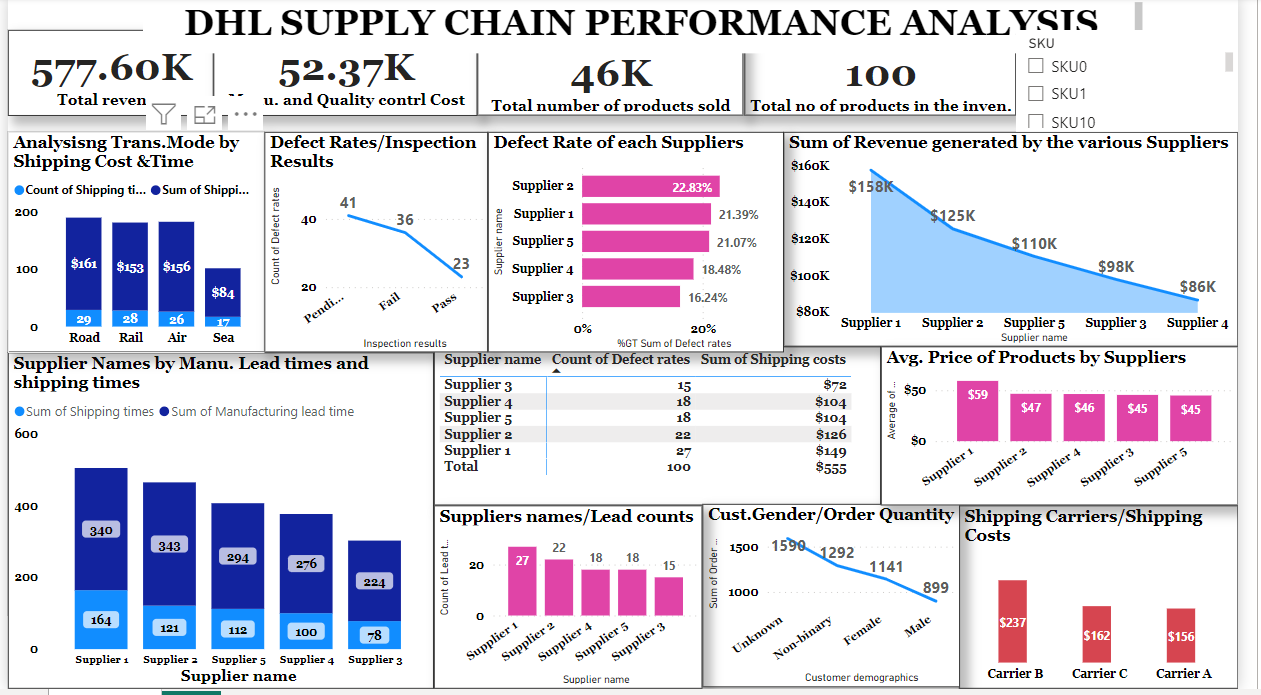 DHL SUPPLY CHAIN PERFORMANCE ANALYSIS
577.60K
52.37K
46K
100
Total reven
u. and Quality contrl Cost
Total number of products sold
Total no of products in the inven.
SKU
SKU0
SKU1
SKU10
Analysisng Trans.Mode by
Shipping Cost &Time
Count of Shipping ti... Sum of Shippi...
200
100
0
$161
$153
$156
$84
29
28
26
17
Road Rail Air Sea
Defect Rates/Inspection
Results
Count of Defect rates
40
20
41
36
23
Pendi... Fail Pass
Inspection results
Defect Rate of each Suppliers
Supplier name
Supplier 2 22.83%
Supplier 1 21.39%
Supplier 5 21.07%
Supplier 4 18.48%
Supplier 3 16.24%
0% 20%
%GT Sum of Defect rates
Sum of Revenue generated by the various Suppliers
$160K
$140K
$120K
$100K
$80K
$158K
$125K
$110K
$98K
$86K
Supplier 1 Supplier 2 Supplier 5 Supplier 3 Supplier 4
Supplier name
Supplier Names by Manu. Lead times and
shipping times
Sum of Shipping times Sum of Manufacturing lead time
600
400
200
0
340
343
294
276
224
164
121
112
100
78
Supplier 1 Supplier 2 Supplier 5 Supplier 4 Supplier 3
Supplier name
Supplier name Count of Defect rates Sum of Shipping costs
Supplier 3 15 $72
Supplier 4 18 $104
Supplier 5 18 $104
Supplier 2 22 $126
Supplier 1 27 $149
Total 100 $555
Avg. Price of Products by Suppliers
Average of ...
$50
$0
$59
$47
$46
$45
$45
Supplier 1 Supplier 2 Supplier 4 Supplier 3 Supplier 5
Suppliers names/Lead counts
Count of Lead t...
20
0
27
22
18
18
15
Supplier 1 Supplier 2 Supplier 4 Supplier 5 Supplier 3
Supplier name
Cust.Gender/Order Quantity
Sum of Order ...
1500
1000
1590
1292
1141
899
Unknown Non-binary Female Male
Customer demographics
Shipping Carriers/Shipping
Costs
$237
$162
$156
Carrier B Carrier C Carrier A